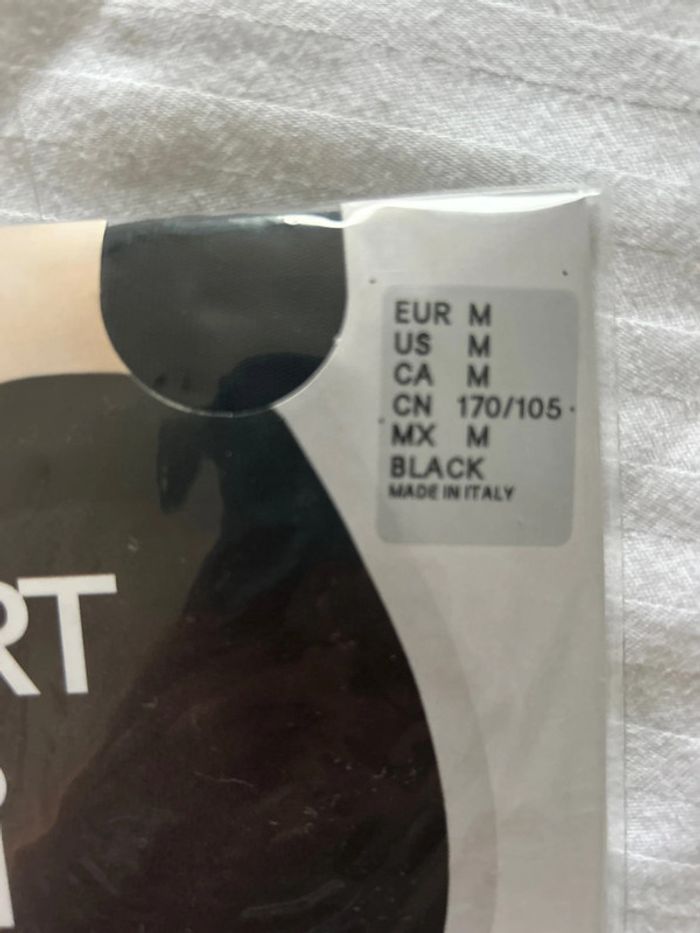 EUR M
US M
CA M
CN 170/105
MX M
BLACK
MADE IN ITALY
RT